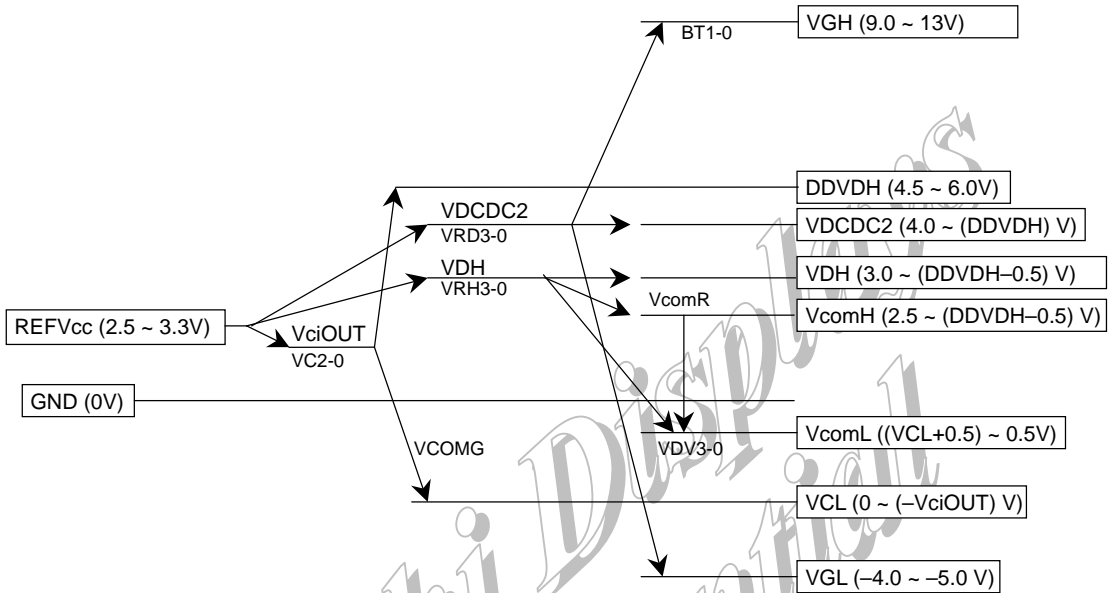 VGH (9.0 ~ 13V)
BT1-0
DDVDH (4.5 ~ 6.0V)
VDCDC2
VRD3-0
VDCDC2 (4.0 ~ (DDVDH) V)
VDH
VRH3-0
VDH (3.0 ~ (DDVDH–0.5) V)
VcomR
VcomH (2.5 ~ (DDVDH–0.5) V)
REFVcc (2.5 ~ 3.3V)
VciOUT
VC2-0
GND (0V)
VcomL ((VCL+0.5) ~ 0.5V)
VDV3-0
VCOMG
VCL (0 ~ (–VciOUT) V)
VGL (–4.0 ~ –5.0 V)
hi Displays
ential